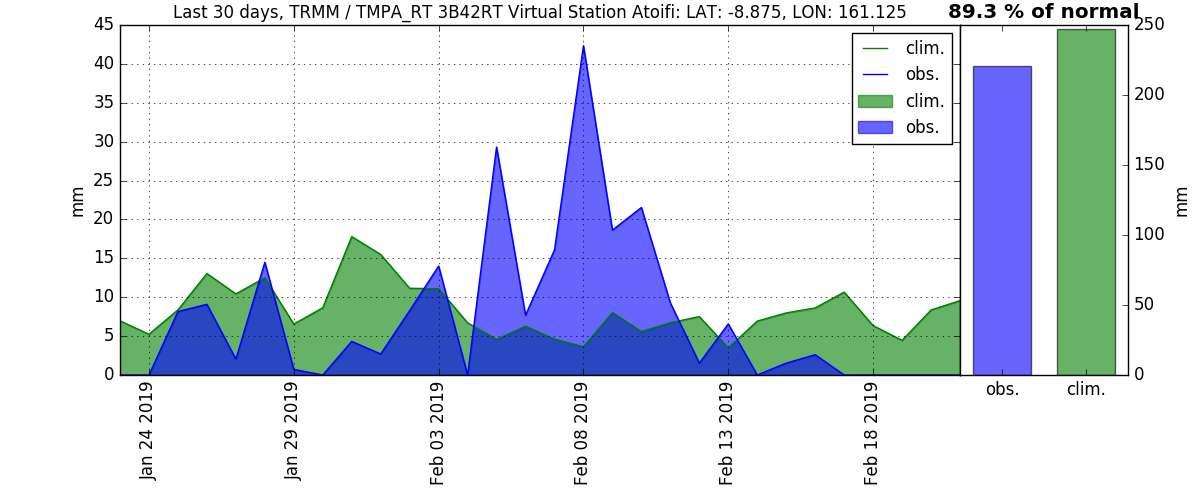 Last 30 days, TRMM / TMPA_RT 3B42RT Virtual Station Atoifi: LAT: -8.875, LON: 161.125
89.3 % of normal
clim.
obs.
clim.
obs.
45
40
35
30
25
20
15
10
5
0
mm
Jan 24 2019
Jan 29 2019
Feb 03 2019
Feb 08 2019
Feb 13 2019
Feb 18 2019
250
200
150
100
50
0
mm
obs.
clim.